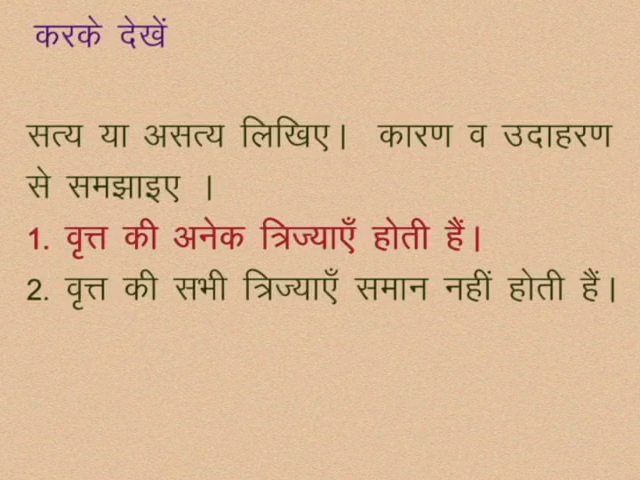 करके देखें
सत्य या असत्य लिखिए। कारण व उदाहरण
से समझाइए ।
1. वृत्त की अनेक त्रिज्याएँ होती हैं।
2. वृत्त की सभी त्रिज्याएँ समान नहीं होती हैं।